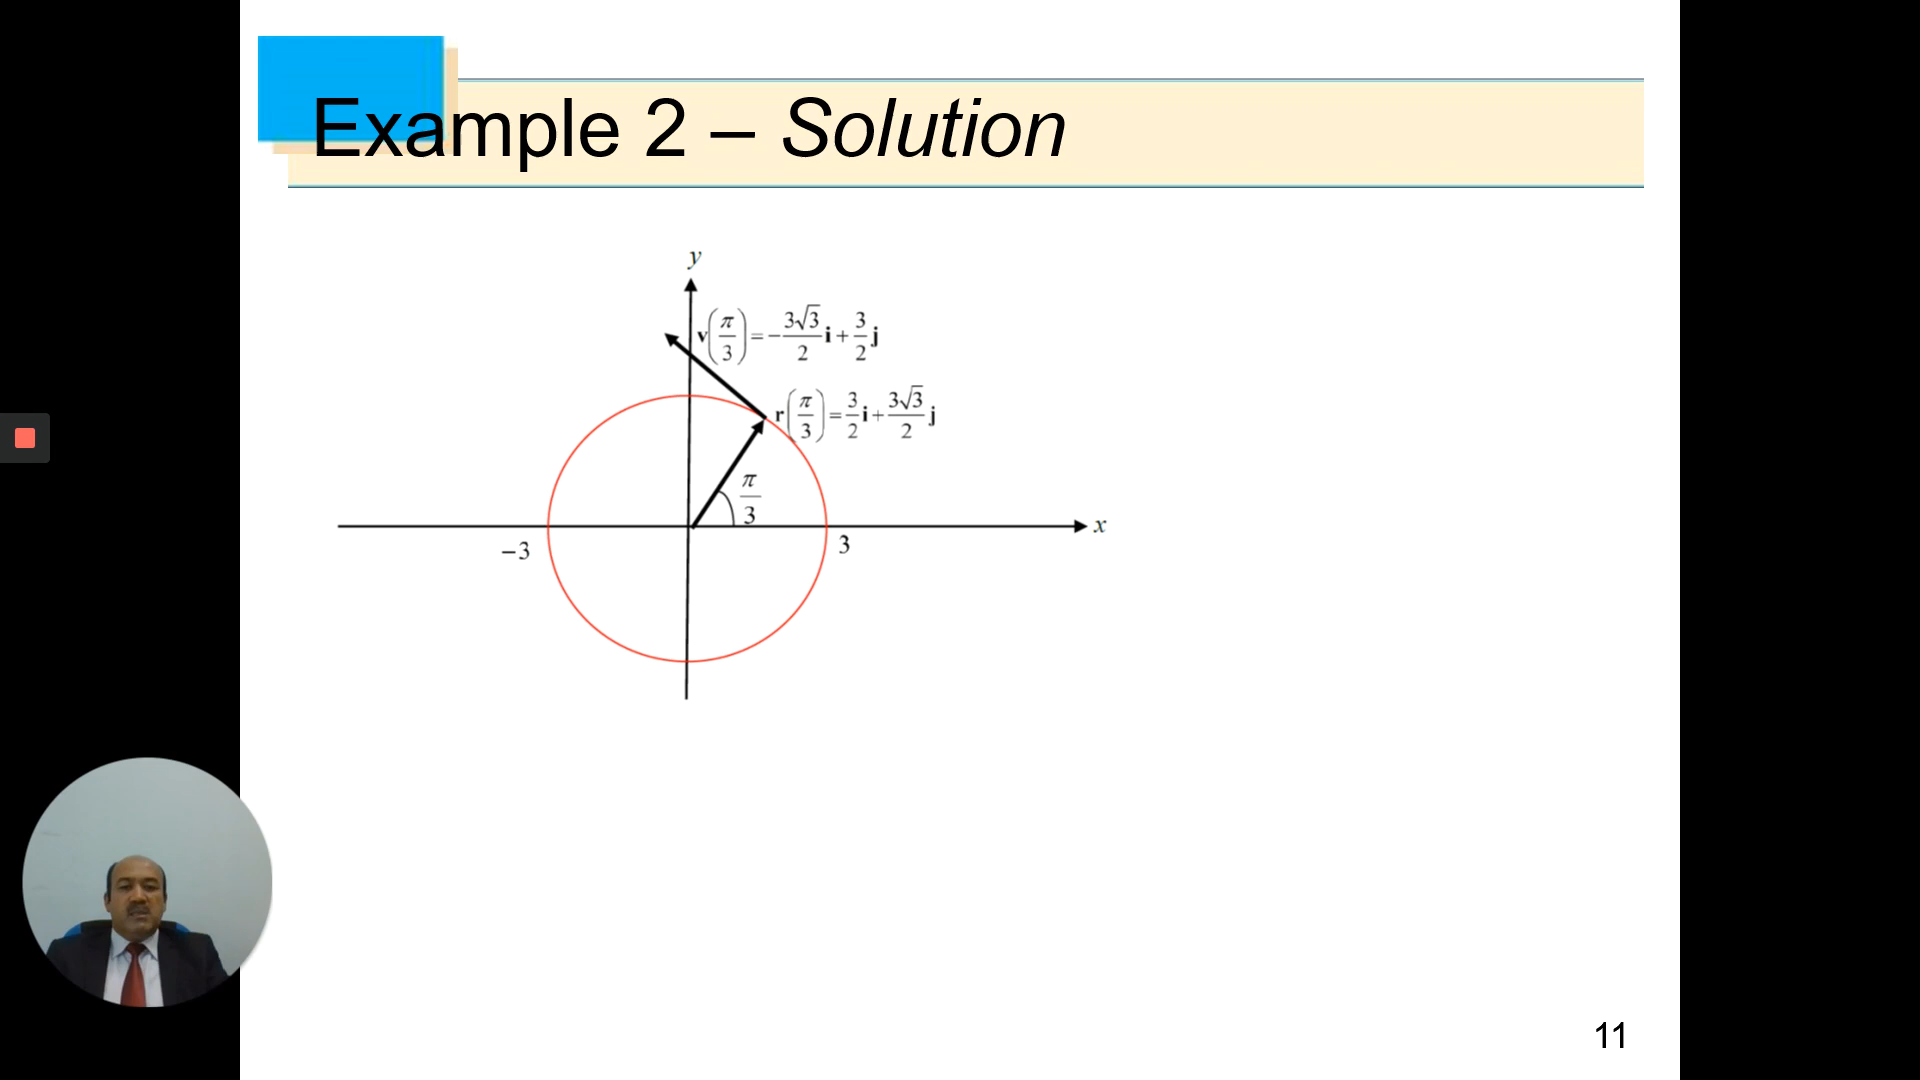 Example 2 – Solution
y
v(π/3) = −3√3/2 i + 3/2 j
r(π/3) = 3/2 i + 3√3/2 j
π/3
x
−3
3
11